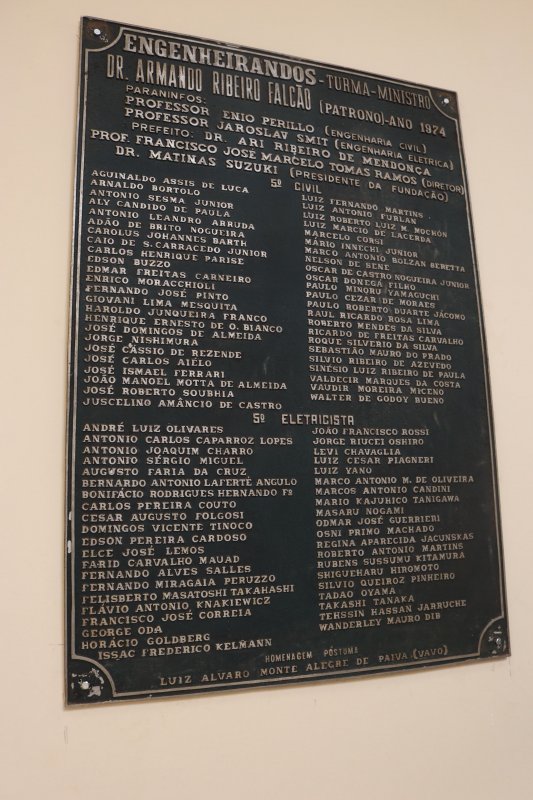 ENGENHEIRANDOS - TURMA - MINISTRO
DR. ARMANDO RIBEIRO FALCÃO (PATRONO) - ANO 1974
PARANINFOS:
PROFESSOR ENIO PERILLO (ENGENHARIA CIVIL)
PROFESSOR JAROSLAV SMIT (ENGENHARIA ELETRICA)
PREFEITO: DR. ARI RIBEIRO DE MENDONÇA
PROF. FRANCISCO JOSÉ MARCELO TOMAS RAMOS (DIRETOR)
DR. MATINAS SUZUKI (PRESIDENTE DA FUNDACÃO)
5º CIVIL
AGUINALDO ASSIS DE LUCA
ARNALDO BORTOLO
ANTONIO SESMA JUNIOR
ALY CANDIDO DE PAULA
ANTONIO LEANDRO ARRUDA
ADÃO DE BRITO NOGUEIRA
CAROLUS JOHANNES BARTH
CAIO DE S. CARRACEDO JUNIOR
CARLOS HENRIQUE PARISE
EDSON BUZZO
EDMAR FREITAS CARNEIRO
ENRICO MORACCHIOLI
FERNANDO JOSÉ PINTO
GIOVANI LIMA MESQUITA
HAROLDO JUNQUEIRA FRANCO
HENRIQUE ERNESTO DE O. BIANCO
JOSÉ DOMINGOS DE ALMEIDA
JORGE NISHIMURA
JOSÉ CÁSSIO DE REZENDE
JOSÉ CARLOS AIÉLO
JOSÉ ISMAEL FERRARI
JOÃO MANOEL MOTTA DE ALMEIDA
JOSÉ ROBERTO SOUBHIA
JUSCELINO AMÂNCIO DE CASTRO
LUIZ FERNANDO MARTINS
LUIZ ANTONIO FURLAN
LUIZ ROBERTO LUIZ M. MOCHÓN
LUIZ MARCIO DE LACERDA
MARCELO CORSI
MÁRIO INNECHI JUNIOR
MARCO ANTONIO BOLZAN BERETTA
NELSON DE BENE
OSCAR DE CASTRO NOGUEIRA JUNIOR
OSCAR DONEGÁ FILHO
PAULO MINORU YAMAGUCHI
PAULO CEZAR DE MORAES
PAULO ROBERTO DUARTE JÁCOMO
RAUL RICARDO ROSA LIMA
ROBERTO MENDES DA SILVA
RICARDO DE FREITAS CARVALHO
ROQUE SILVERIO DA SILVA
SEBASTIÃO MAURO DO PRADO
SILVIO RIBEIRO DE AZEVEDO
SINÉSIO LUIZ RIBEIRO DE PAULA
VALDECIR MARQUES DA COSTA
VAUDIR MOREIRA MICENO
WALTER DE GODOY BUENO
5º ELETRICISTA
ANDRÉ LUIZ OLIVARES
ANTONIO CARLOS CAPARROZ LOPES
ANTONIO JOAQUIM CHARRO
ANTONIO SÉRGIO MIGUEL
AUGUSTO FARIA DA CRUZ
BERNARDO ANTONIO LAFERTÉ ANGULO
BONIFÁCIO RODRIGUES HERNANDO Fº
CARLOS PEREIRA COUTO
CESAR AUGUSTO FOLGOSI
DOMINGOS VICENTE TINOCO
EDSON PEREIRA CARDOSO
ELCE JOSÉ LEMOS
FARID CARVALHO MAUAD
FERNANDO ALVES SALLES
FERNANDO MIRAGAIA PERUZZO
FELISBERTO MASATOSHI TAKAHASHI
FLÁVIO ANTONIO KNAKIEWICZ
FRANCISCO JOSÉ CORREIA
GEORGE ODA
HORÁCIO GOLDBERG
ISSAC FREDERICO KELMANN
JOÃO FRANCISCO ROSSI
JORGE RIUCEI OSHIRO
LEVI CHAVAGLIA
LUIZ CESAR PIAGNERI
LUIZ YANO
MARCO ANTONIO M. DE OLIVEIRA
MARCOS ANTONIO CANDINI
MARIO KAJUHICO TANIGAWA
MASARU NOGAMI
ODMAR JOSÉ GUERRIERI
OSNI PRIMO MACHADO
REGINA APARECIDA JACUNSKAS
ROBERTO ANTONIO MARTINS
RUBENS SUSSUMU KITAMURA
SHIGUEHARU HIROMOTO
SILVIO QUEIROZ PINHEIRO
TADAO OYAMA
TAKASHI TANAKA
TERSSIN HASSAN JARRUCHE
WANDERLEY MAURO DIB
HOMENAGEM PÓSTUMA
LUIZ ALVARO MONTE ALEGRE DE PAIVA (VAVÔ)